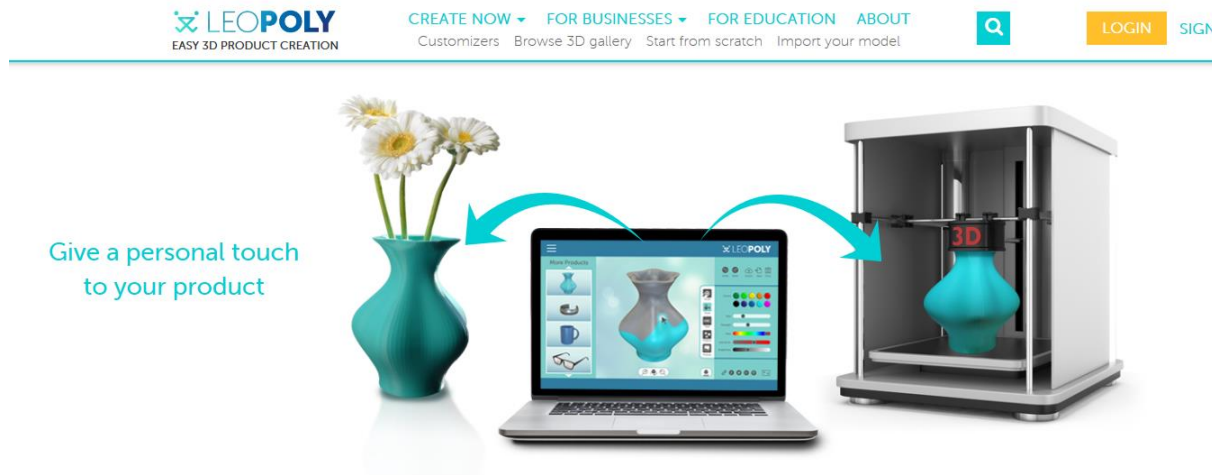 LEOPOLY
EASY 3D PRODUCT CREATION
CREATE NOW FOR BUSINESSES FOR EDUCATION ABOUT
Customizers Browse 3D gallery Start from scratch Import your model
LOGIN SIGN
Give a personal touch
to your product
LEOPOLY
More Products
3D